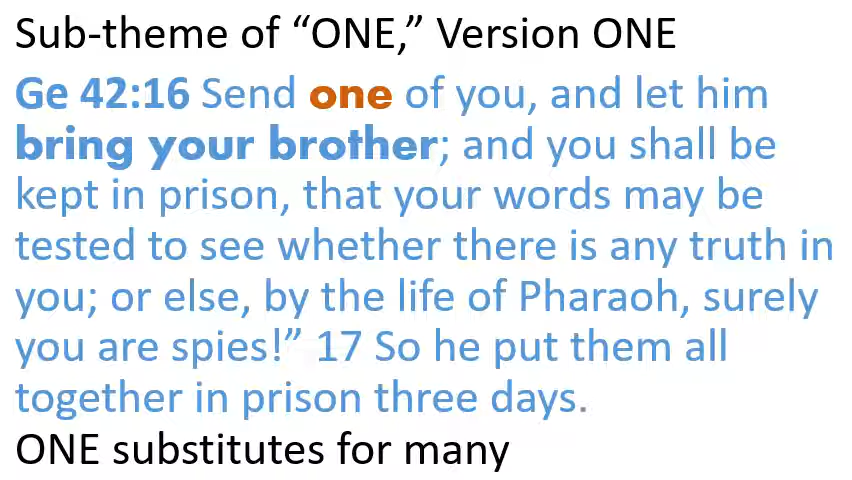 Sub-theme of “ONE,” Version ONE
Ge 42:16 Send one of you, and let him
bring your brother; and you shall be
kept in prison, that your words may be
tested to see whether there is any truth in
you; or else, by the life of Pharaoh, surely
you are spies!” 17 So he put them all
together in prison three days.
ONE substitutes for many